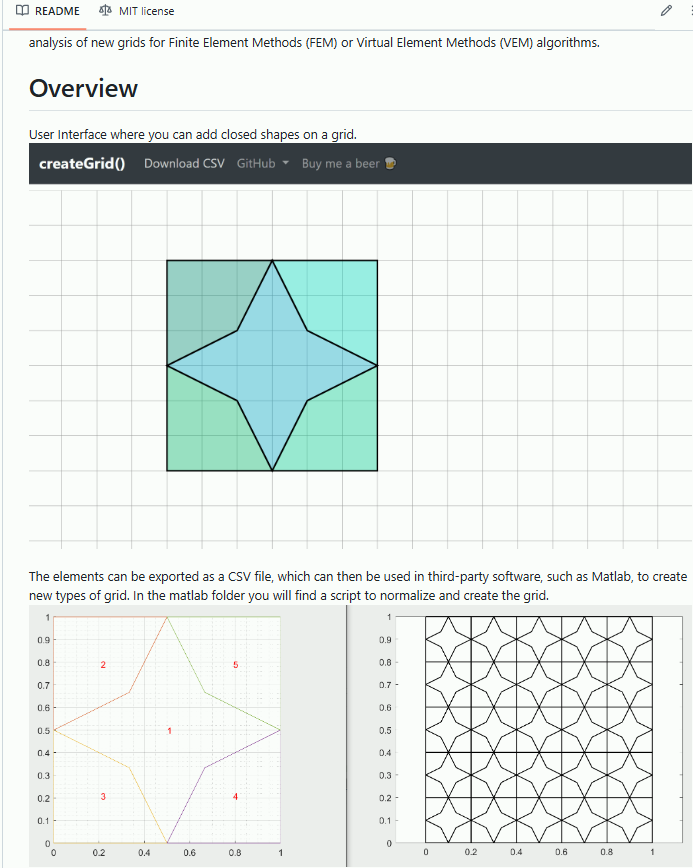 README MIT license
analysis of new grids for Finite Element Methods (FEM) or Virtual Element Methods (VEM) algorithms.
Overview
User Interface where you can add closed shapes on a grid.
createGrid() Download CSV GitHub Buy me a beer 🍺
The elements can be exported as a CSV file, which can then be used in third-party software, such as Matlab, to create
new types of grid. In the matlab folder you will find a script to normalize and create the grid.
1
0.9
0.8
0.7
0.6
0.5
0.4
0.3
0.2
0.1
0
0 0.2 0.4 0.6 0.8 1
2 5
1
3 4
1
0.9
0.8
0.7
0.6
0.5
0.4
0.3
0.2
0.1
0
0 0.2 0.4 0.6 0.8 1